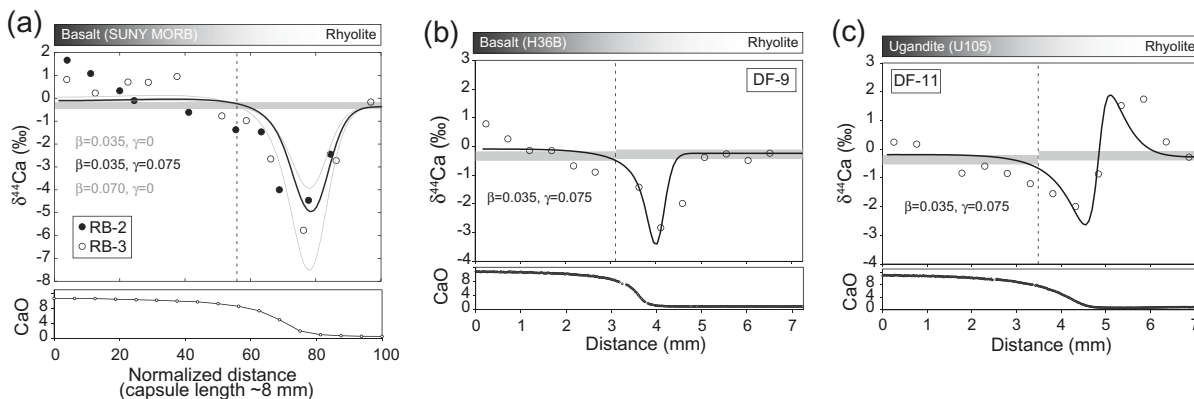 (a)
Basalt (SUNY MORB) Rhyolite
2
1
0
-1
-2
-3
-4
-5
-6
-7
-8
δ⁴⁴Ca (‰)
β=0.035, γ=0
β=0.035, γ=0.075
β=0.070, γ=0
RB-2
RB-3
CaO
8
4
0
0 20 40 60 80 100
Normalized distance
(capsule length ~8 mm)
(b)
Basalt (H36B) Rhyolite
3
2
1
0
-1
-2
-3
-4
δ⁴⁴Ca (‰)
DF-9
β=0.035, γ=0.075
CaO
8
4
0
0 1 2 3 4 5 6 7
Distance (mm)
(c)
Ugandite (U105) Rhyolite
3
2
1
0
-1
-2
-3
-4
δ⁴⁴Ca (‰)
DF-11
β=0.035, γ=0.075
CaO
8
4
0
0 1 2 3 4 5 6 7
Distance (mm)